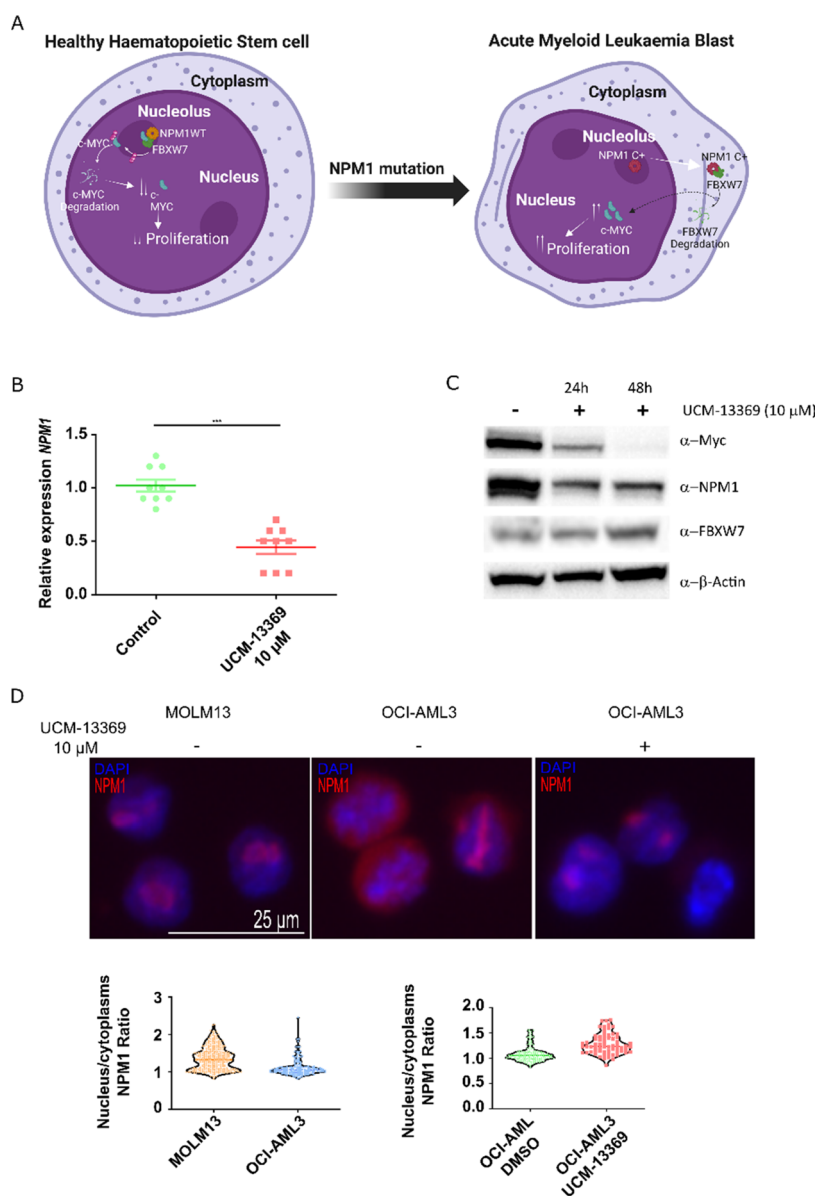 A
Healthy Haematopoietic Stem cell
Acute Myeloid Leukaemia Blast
Cytoplasm
Nucleolus
c-MYC
NPM1WT
FBXW7
Nucleus
c-MYC
Degradation
c-
MYC
Proliferation
NPM1 mutation
Cytoplasm
Nucleolus
NPM1 C+
NPM1 C+
FBXW7
Nucleus
c-MYC
FBXW7
Degradation
Proliferation
B
Relative expression NPM1
1.5
1.0
0.5
0.0
***
Control
UCM-13369
10 µM
C
24h 48h
- + + UCM-13369 (10 µM)
α–Myc
α–NPM1
α–FBXW7
α–β-Actin
D
MOLM13 OCI-AML3 OCI-AML3
UCM-13369
10 µM - - +
DAPI DAPI DAPI
NPM1 NPM1 NPM1
25 µm
Nucleus/cytoplasms
NPM1 Ratio
3
2
1
MOLM13
OCI-AML3
Nucleus/cytoplasms
NPM1 Ratio
2.0
1.5
1.0
0.5
0.0
OCI-AML
DMSO
OCI-AML3
UCM-13369